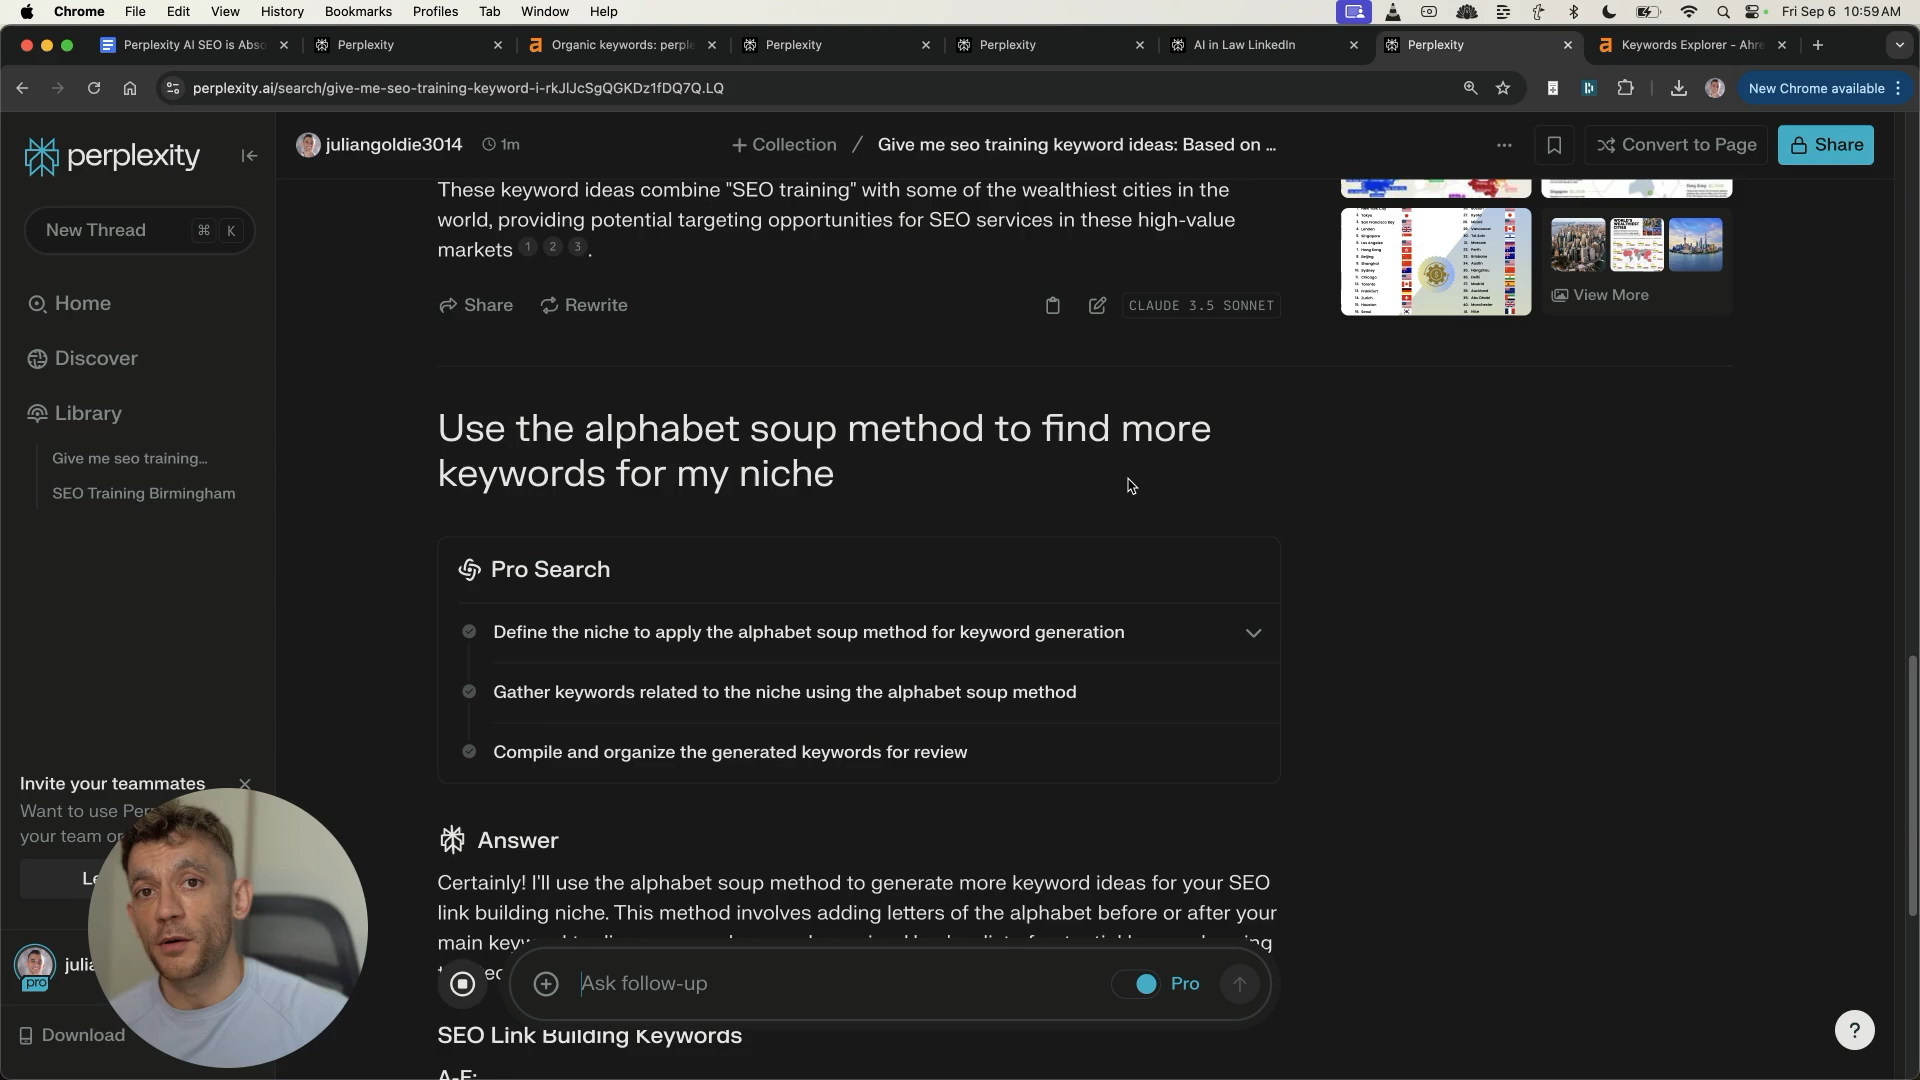 Chrome File Edit View History Bookmarks Profiles Tab Window Help
Fri Sep 6 10:59 AM
Perplexity AI SEO is Abso
Perplexity
Organic keywords: perple
Perplexity
Perplexity
AI in Law LinkedIn
Perplexity
Keywords Explorer - Ahre
perplexity.ai/search/give-me-seo-training-keyword-i-rkJlJcSgQGKDz1fDQ7Q.LQ
New Chrome available
perplexity
New Thread ⌘ K
Home
Discover
Library
Give me seo training...
SEO Training Birmingham
Invite your teammates
Want to use Per
your team or
Le
julia
pro
Download
juliangoldie3014 1m
+ Collection / Give me seo training keyword ideas: Based on ...
Convert to Page
Share
These keyword ideas combine "SEO training" with some of the wealthiest cities in the
world, providing potential targeting opportunities for SEO services in these high-value
markets 1 2 3 .
Share Rewrite
CLAUDE 3.5 SONNET
View More
Use the alphabet soup method to find more
keywords for my niche
Pro Search
Define the niche to apply the alphabet soup method for keyword generation
Gather keywords related to the niche using the alphabet soup method
Compile and organize the generated keywords for review
Answer
Certainly! I'll use the alphabet soup method to generate more keyword ideas for your SEO
link building niche. This method involves adding letters of the alphabet before or after your
main
Ask follow-up
Pro
SEO Link Building Keywords
A-E:
?